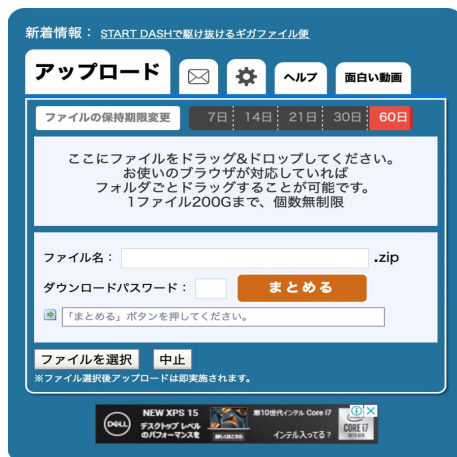 新着情報： START DASHで駆け抜けるギガファイル便
アップロード
ヘルプ
面白い動画
ファイルの保持期限変更
7日 14日 21日 30日 60日
ここにファイルをドラッグ&ドロップしてください。
お使いのブラウザが対応していれば
フォルダごとドラッグすることが可能です。
1ファイル200Gまで、個数無制限
ファイル名： .zip
ダウンロードパスワード： まとめる
「まとめる」ボタンを押してください。
ファイルを選択 中止
※ファイル選択後アップロードは即実施されます。
DELL
NEW XPS 15
デスクトップ レベル
のパフォーマンスを
詳しくはこちら
第10世代インテル Core i7
インテル入ってる?
CORE i7